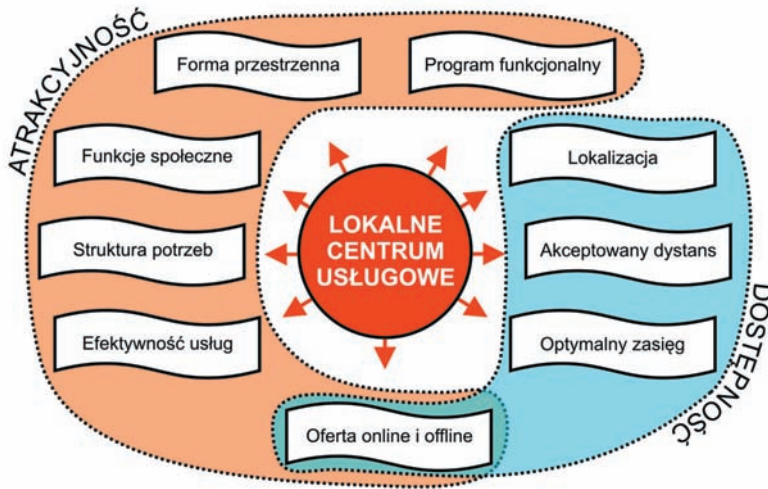 ATRAKCYJNOŚĆ
Forma przestrzenna
Program funkcjonalny
Funkcje społeczne
Lokalizacja
LOKALNE
CENTRUM
USŁUGOWE
Struktura potrzeb
Akceptowany dystans
Efektywność usług
Optymalny zasięg
DOSTĘPNOŚĆ
Oferta online i offline